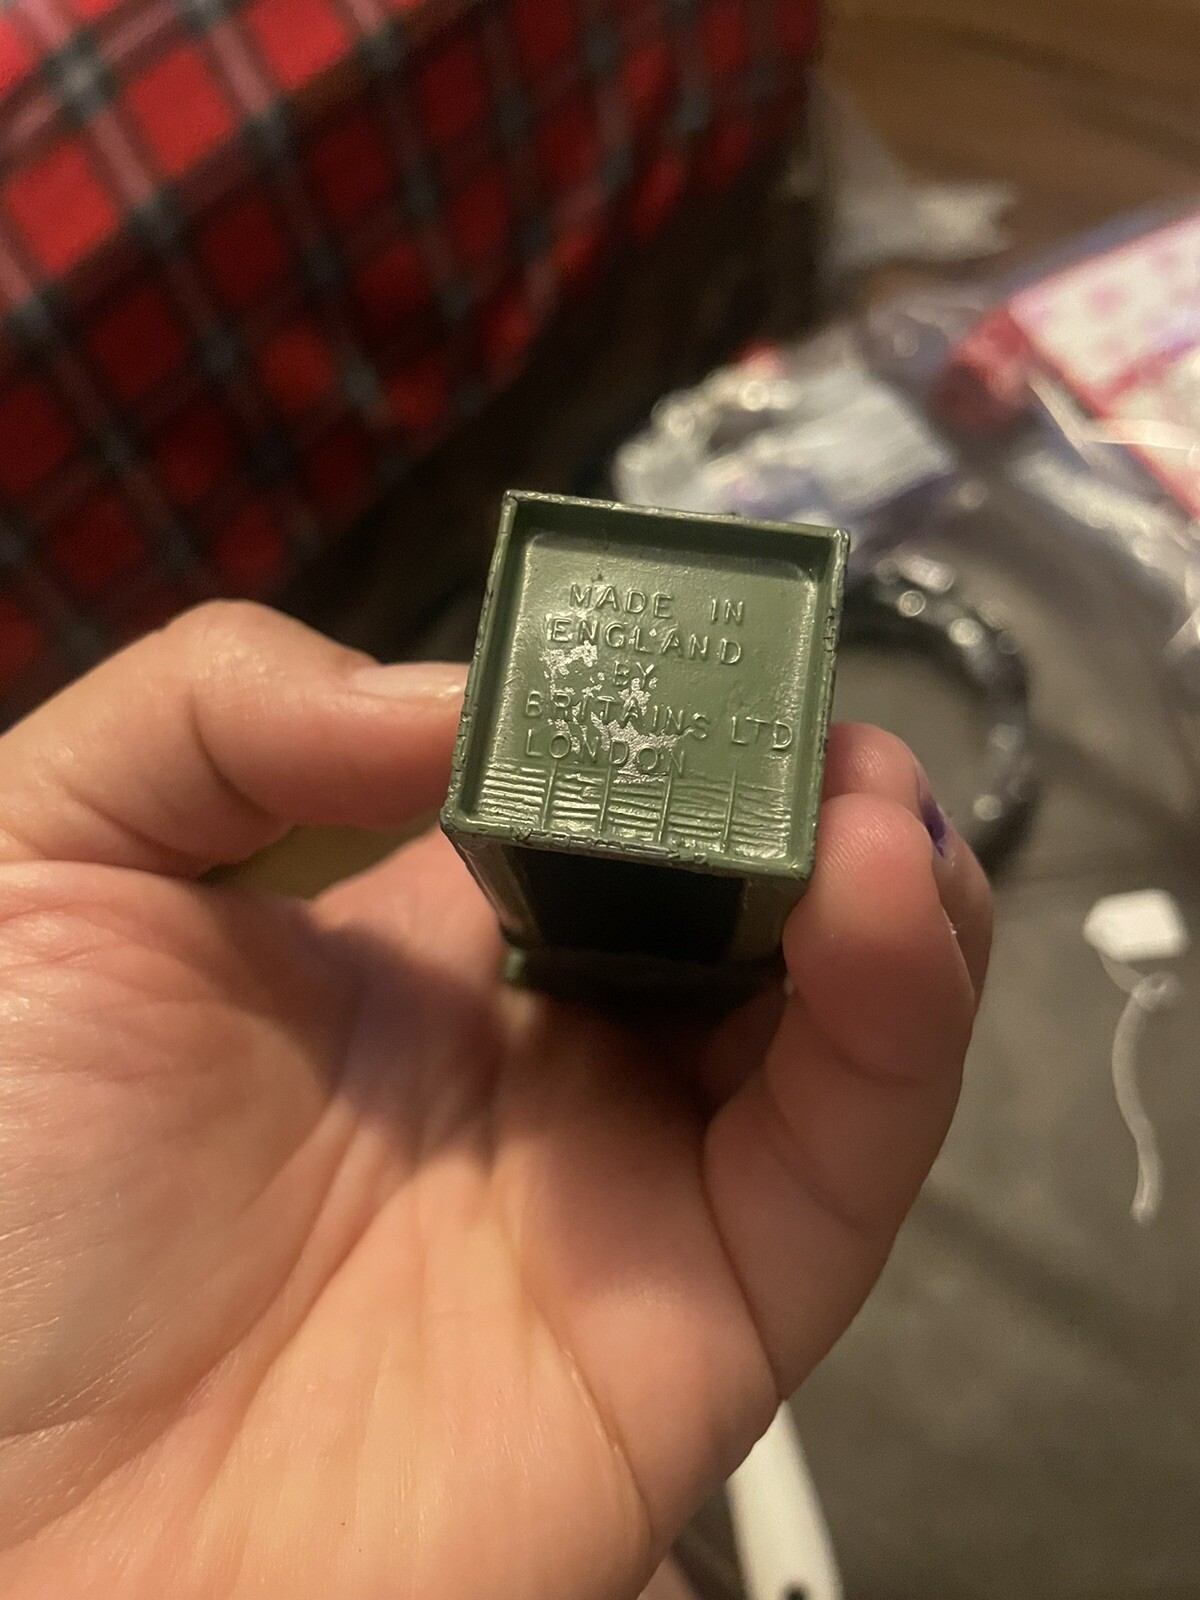 MADE IN
ENGLAND
BY
BRITAINS LTD
LONDON